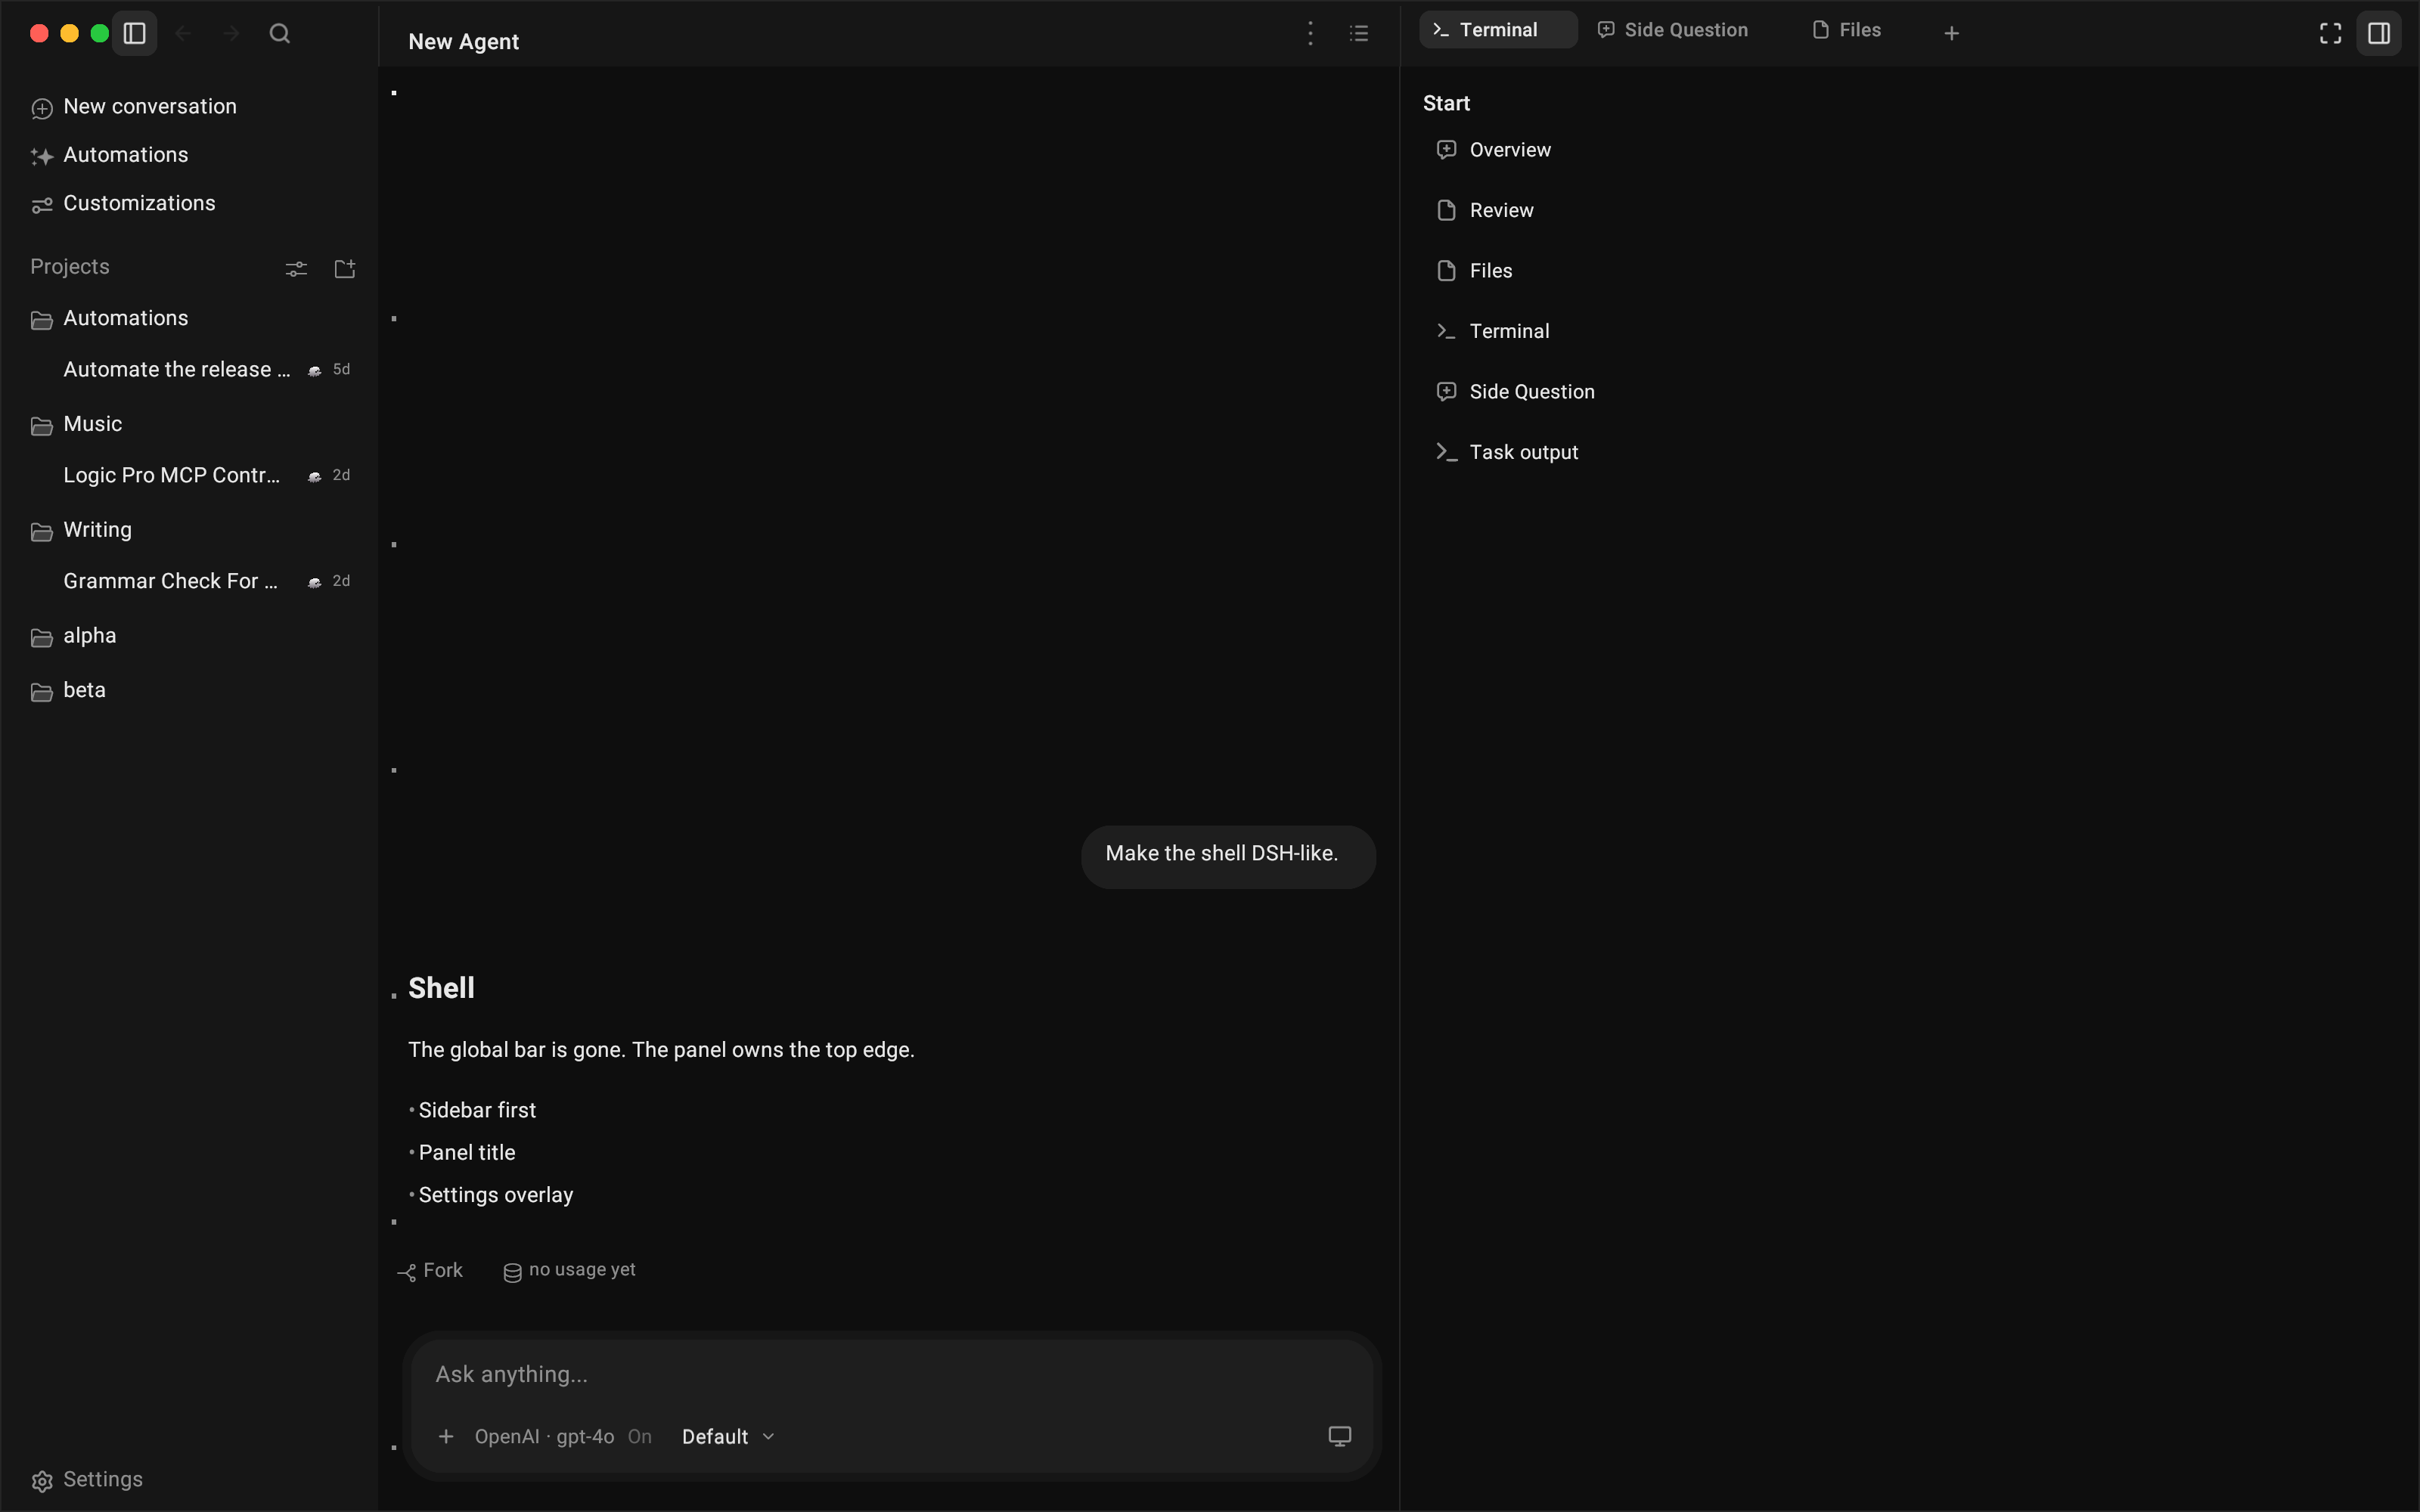 New Agent
Terminal
Side Question
Files
New conversation
Automations
Customizations
Projects
Automations
Automate the release ... 5d
Music
Logic Pro MCP Contr... 2d
Writing
Grammar Check For ... 2d
alpha
beta
Settings
Make the shell DSH-like.
Shell
The global bar is gone. The panel owns the top edge.
• Sidebar first
• Panel title
• Settings overlay
Fork
no usage yet
Ask anything...
OpenAI · gpt-4o On Default
Start
Overview
Review
Files
Terminal
Side Question
Task output